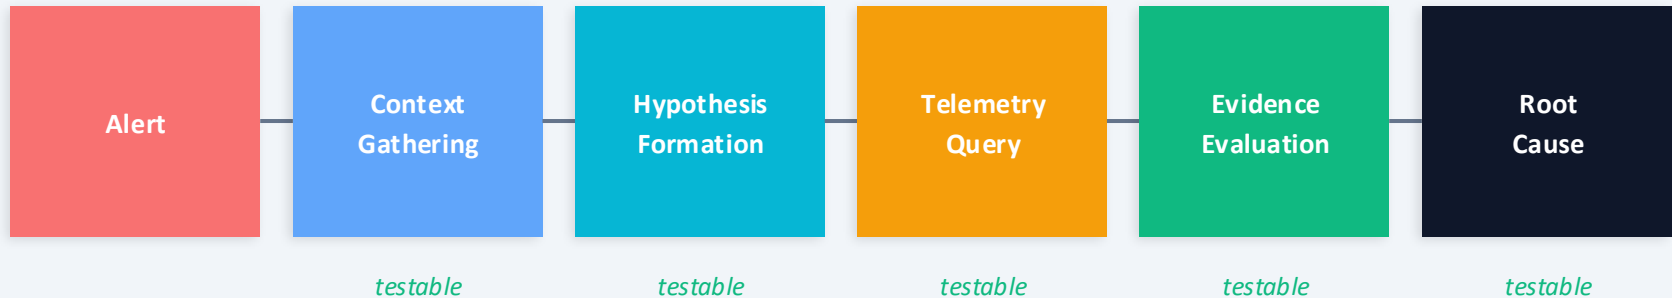 Alert
Context
Gathering
Hypothesis
Formation
Telemetry
Query
Evidence
Evaluation
Root
Cause
testable
testable
testable
testable
testable